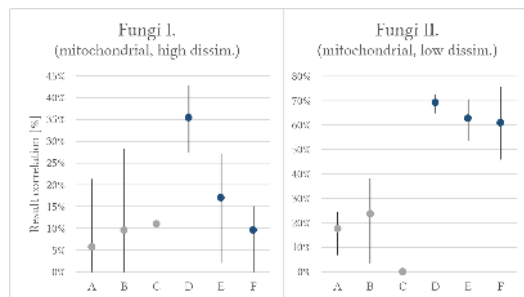 Fungi I.
(mitochondrial, high dissim.)
Result correlation [%]
45%
40%
35%
30%
25%
20%
15%
10%
5%
0%
A B C D E F
Fungi II.
(mitochondrial, low dissim.)
80%
70%
60%
50%
40%
30%
20%
10%
0%
A B C D E F